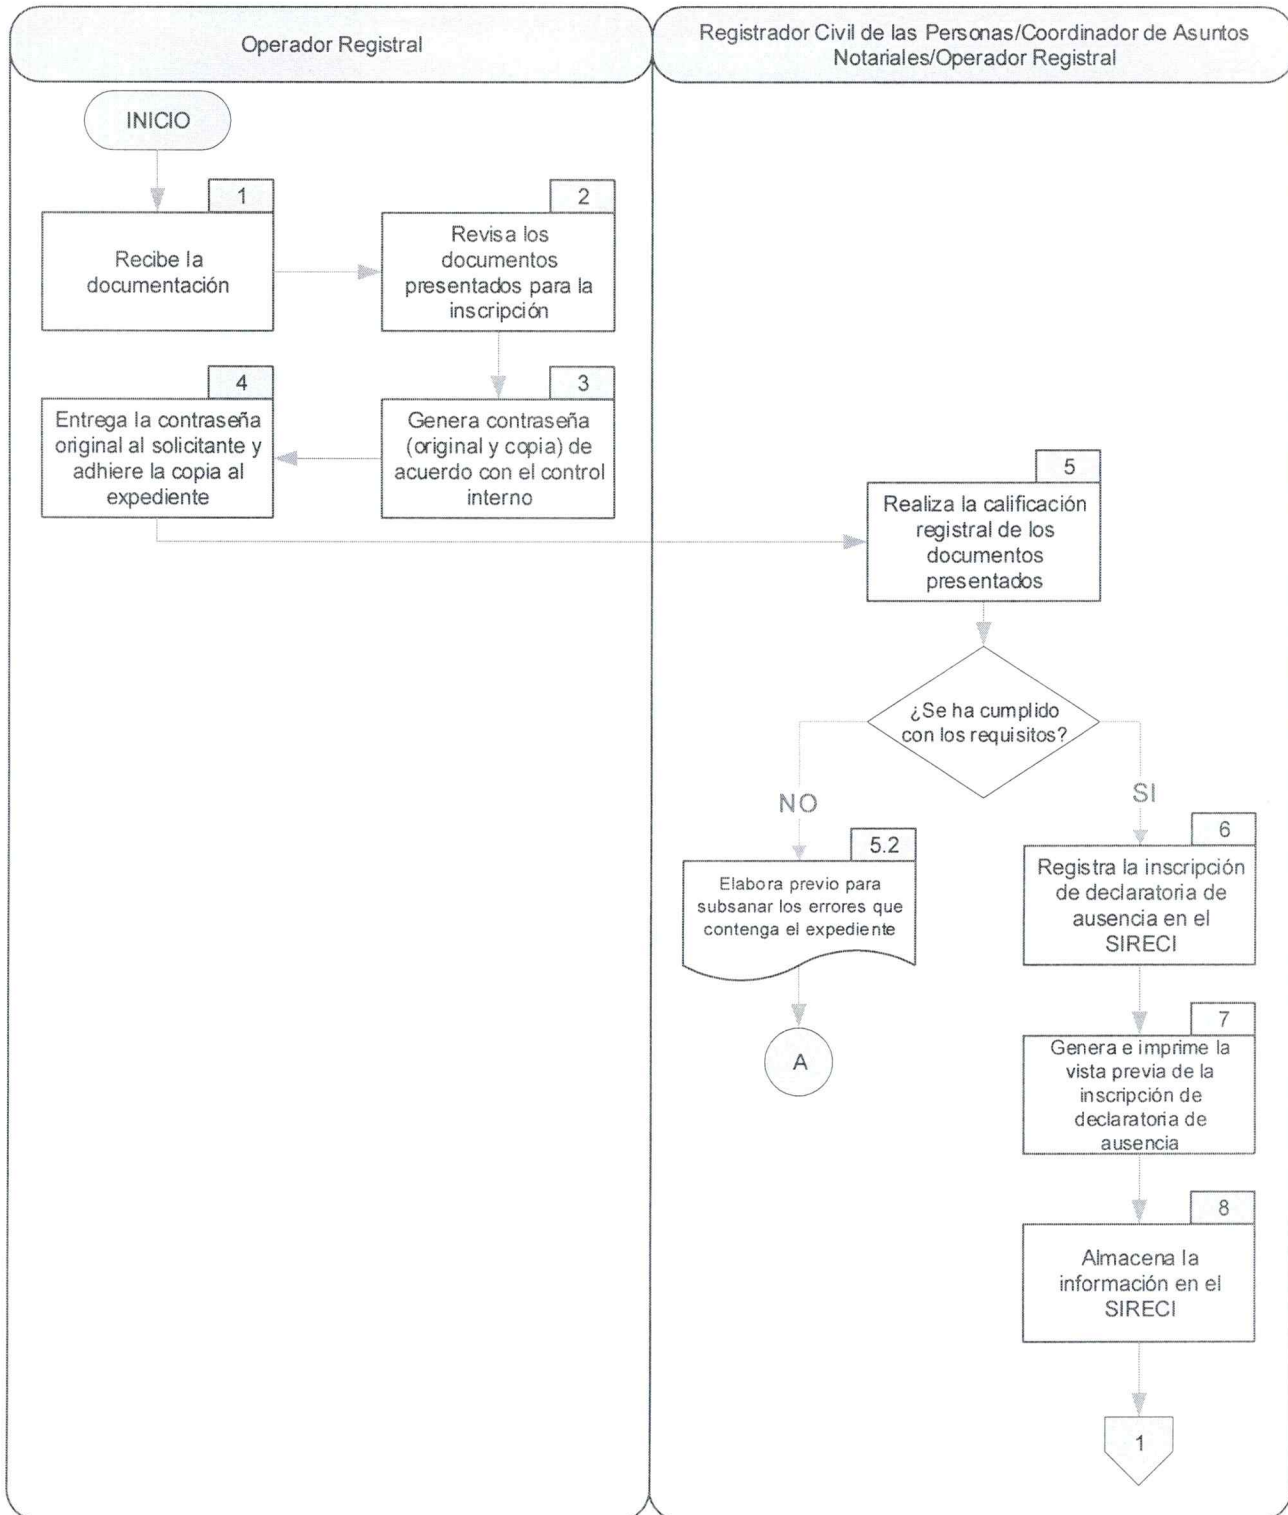 Operador Registral
Registrador Civil de las Personas/Coordinador de Asuntos
Notariales/Operador Registral
INICIO
1
Recibe la
documentación
2
Revisa los
documentos
presentados para la
inscripción
3
Genera contraseña
(original y copia) de
acuerdo con el control
interno
4
Entrega la contraseña
original al solicitante y
adhiere la copia al
expediente
5
Realiza la calificación
registral de los
documentos
presentados
¿Se ha cumplido
con los requisitos?
NO
SI
5.2
Elabora previo para
subsanar los errores que
contenga el expediente
A
6
Registra la inscripción
de declaratoria de
ausencia en el
SIRECI
7
Genera e imprime la
vista previa de la
inscripción de
declaratoria de
ausencia
8
Almacena la
información en el
SIRECI
1